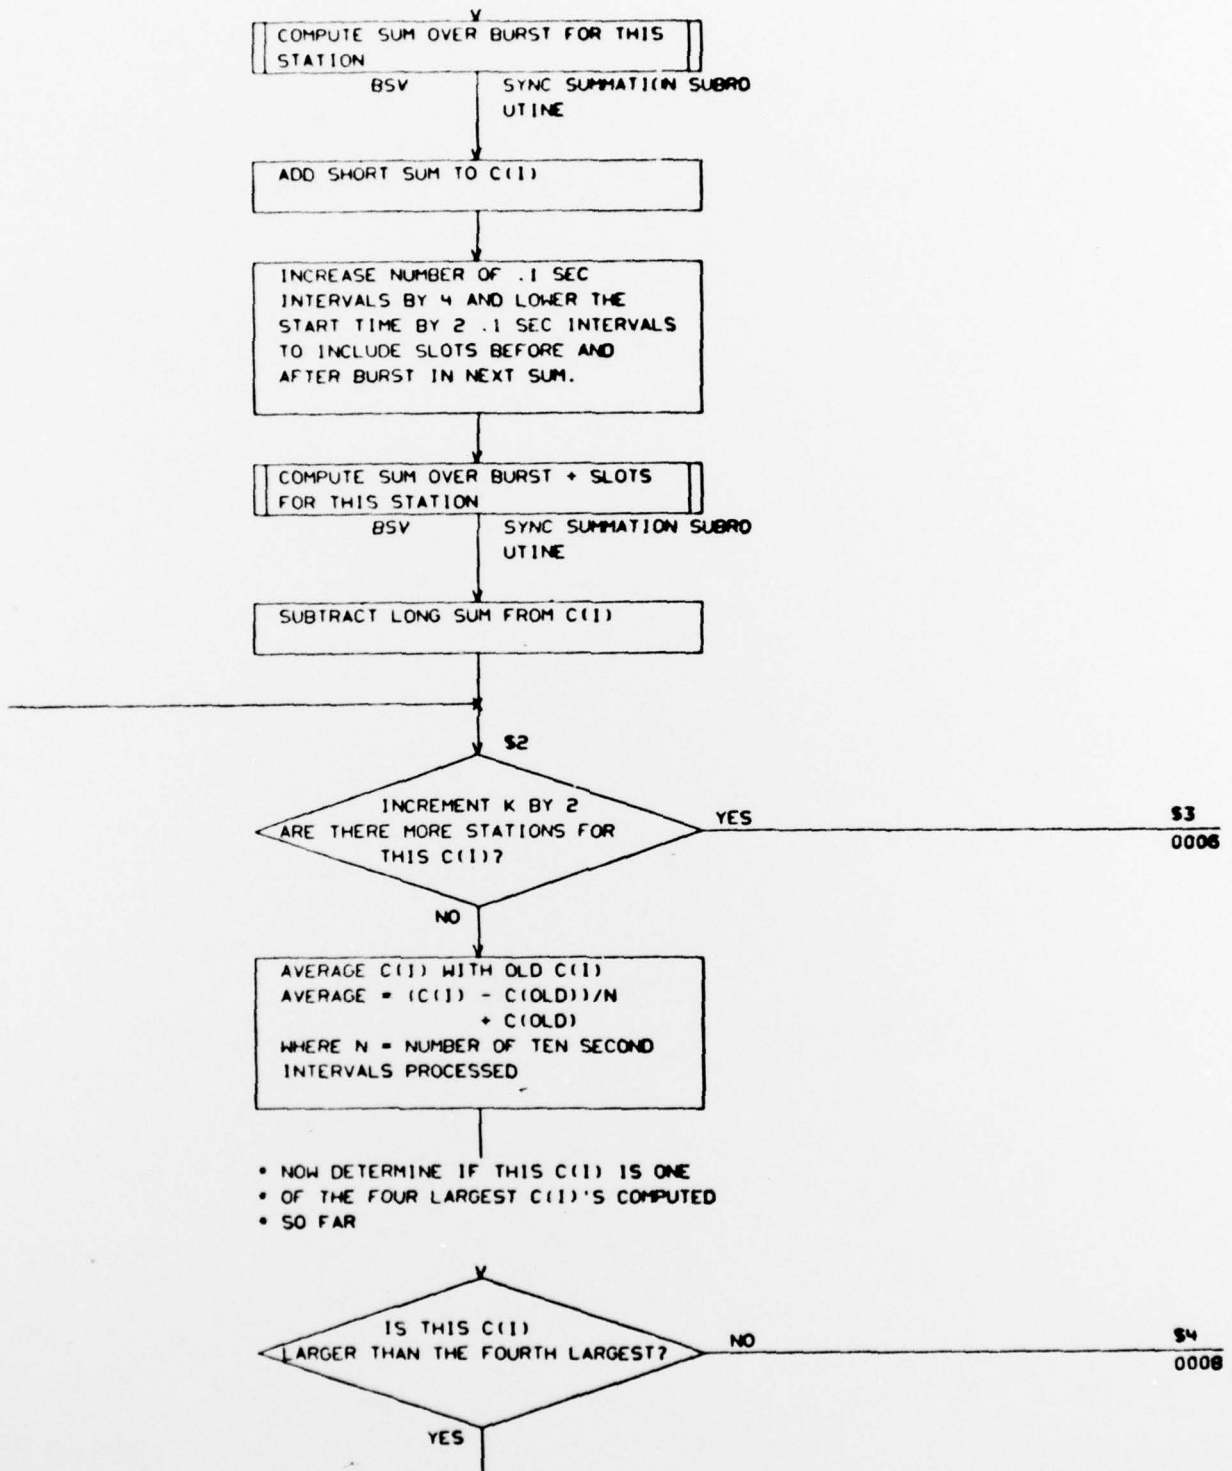 COMPUTE SUM OVER BURST FOR THIS
STATION
BSV
SYNC SUMMATION SUBRO
UTINE
ADD SHORT SUM TO C(I)
INCREASE NUMBER OF .1 SEC
INTERVALS BY 4 AND LOWER THE
START TIME BY 2 .1 SEC INTERVALS
TO INCLUDE SLOTS BEFORE AND
AFTER BURST IN NEXT SUM.
COMPUTE SUM OVER BURST + SLOTS
FOR THIS STATION
BSV
SYNC SUMMATION SUBRO
UTINE
SUBTRACT LONG SUM FROM C(I)
$2
INCREMENT K BY 2
ARE THERE MORE STATIONS FOR
THIS C(I)?
YES
$3
0006
NO
AVERAGE C(I) WITH OLD C(I)
AVERAGE = (C(I) - C(OLD))/N
+ C(OLD)
WHERE N = NUMBER OF TEN SECOND
INTERVALS PROCESSED
* NOW DETERMINE IF THIS C(I) IS ONE
* OF THE FOUR LARGEST C(I)'S COMPUTED
* SO FAR
IS THIS C(I)
LARGER THAN THE FOURTH LARGEST?
NO
$4
0008
YES